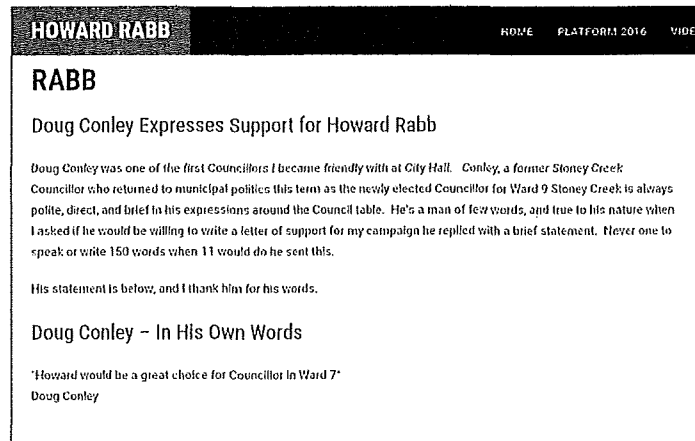 HOWARD RABB
HOME PLATFORM 2016 VIDE
RABB
Doug Conley Expresses Support for Howard Rabb
Doug Conley was one of the first Councillors I became friendly with at City Hall. Conley, a former Stoney Creek
Councillor who returned to municipal politics this term as the newly elected Councillor for Ward 9 Stoney Creek is always
polite, direct, and brief in his expressions around the Council table. He's a man of few words, and true to his nature when
I asked if he would be willing to write a letter of support for my campaign he replied with a brief statement. Never one to
speak or write 150 words when 11 would do he sent this.
His statement is below, and I thank him for his words.
Doug Conley – In His Own Words
"Howard would be a great choice for Councillor in Ward 7"
Doug Conley